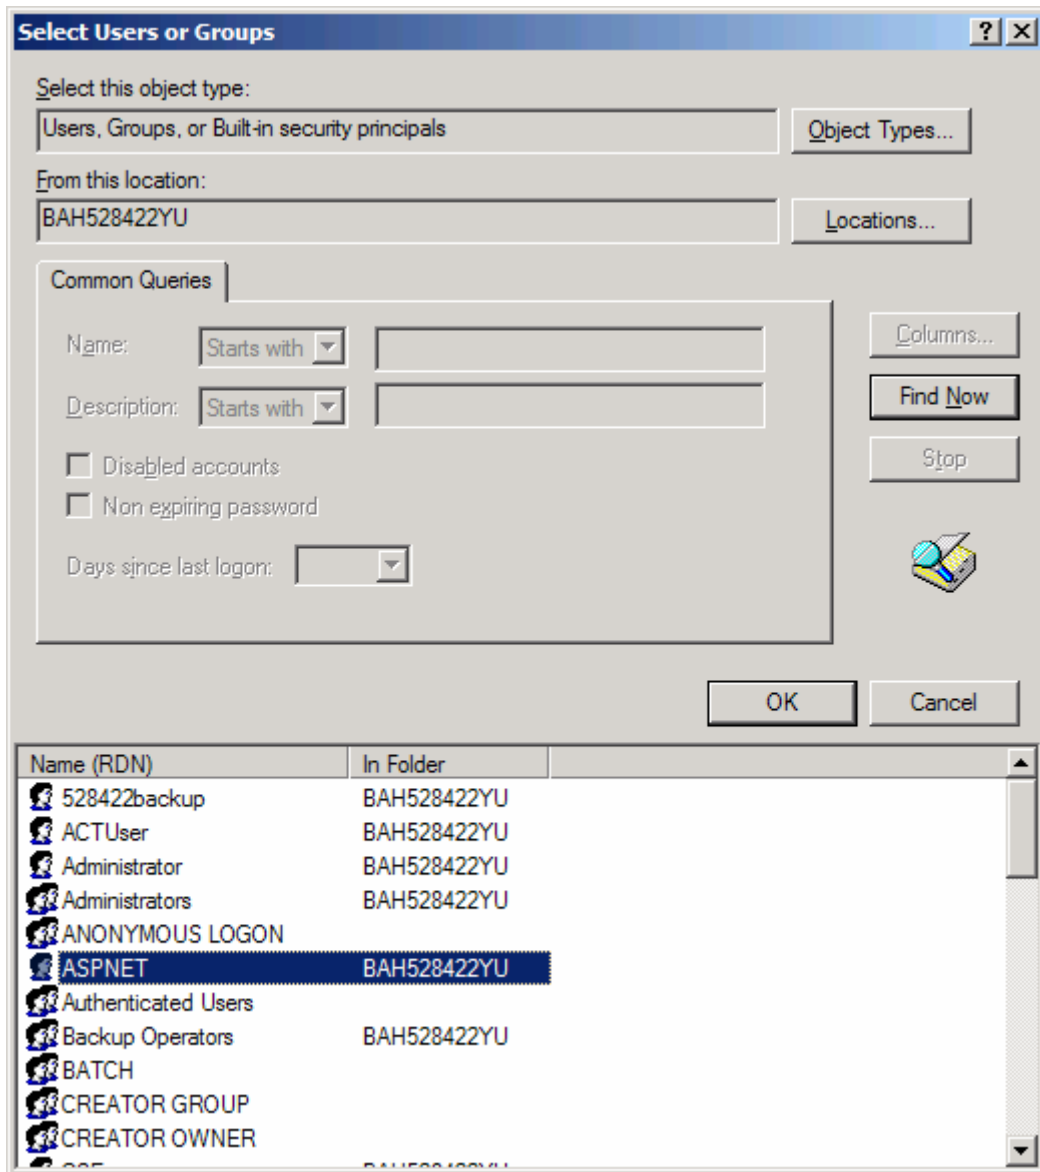 Select Users or Groups
Select this object type:
Users, Groups, or Built-in security principals
Object Types...
From this location:
BAH528422YU
Locations...
Common Queries
Name:
Starts with
Columns...
Description:
Starts with
Find Now
Disabled accounts
Stop
Non expiring password
Days since last logon:
OK
Cancel
Name (RDN) In Folder
528422backup BAH528422YU
ACTUser BAH528422YU
Administrator BAH528422YU
Administrators BAH528422YU
ANONYMOUS LOGON
ASPNET BAH528422YU
Authenticated Users
Backup Operators BAH528422YU
BATCH
CREATOR GROUP
CREATOR OWNER